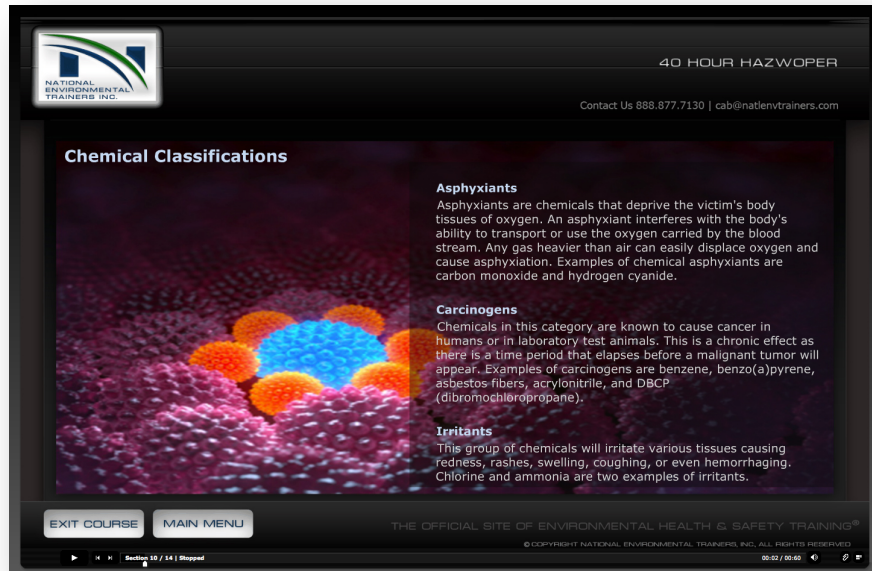 NATIONAL
ENVIRONMENTAL
TRAINERS INC.
40 HOUR HAZWOPER
Contact Us 888.877.7130 | cab@natlenvtrainers.com
Chemical Classifications
Asphyxiants
Asphyxiants are chemicals that deprive the victim's body
tissues of oxygen. An asphyxiant interferes with the body's
ability to transport or use the oxygen carried by the blood
stream. Any gas heavier than air can easily displace oxygen and
cause asphyxiation. Examples of chemical asphyxiants are
carbon monoxide and hydrogen cyanide.
Carcinogens
Chemicals in this category are known to cause cancer in
humans or in laboratory test animals. This is a chronic effect as
there is a time period that elapses before a malignant tumor will
appear. Examples of carcinogens are benzene, benzo(a)pyrene,
asbestos fibers, acrylonitrile, and DBCP
(dibromochloropropane).
Irritants
This group of chemicals will irritate various tissues causing
redness, rashes, swelling, coughing, or even hemorrhaging.
Chlorine and ammonia are two examples of irritants.
EXIT COURSE
MAIN MENU
THE OFFICIAL SITE OF ENVIRONMENTAL HEALTH & SAFETY TRAINING®
© COPYRIGHT NATIONAL ENVIRONMENTAL TRAINERS, INC, ALL RIGHTS RESERVED
Section 10 / 14 | Stopped
00:02 / 00:60